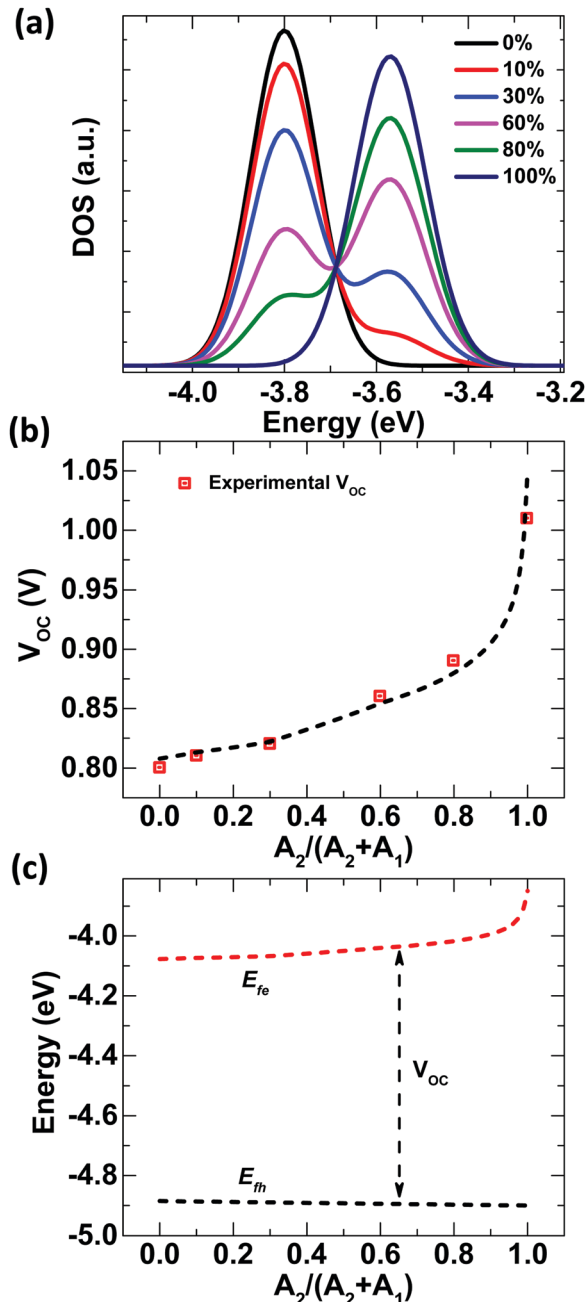 (a)
0%
10%
30%
60%
80%
100%
DOS (a.u.)
-4.0 -3.8 -3.6 -3.4 -3.2
Energy (eV)
(b)
1.05
1.00
0.95
0.90
0.85
0.80
Experimental VOC
VOC (V)
0.0 0.2 0.4 0.6 0.8 1.0
A2/(A2+A1)
(c)
-4.0
-4.2
-4.4
-4.6
-4.8
-5.0
Energy (eV)
Efe
VOC
Efh
0.0 0.2 0.4 0.6 0.8 1.0
A2/(A2+A1)